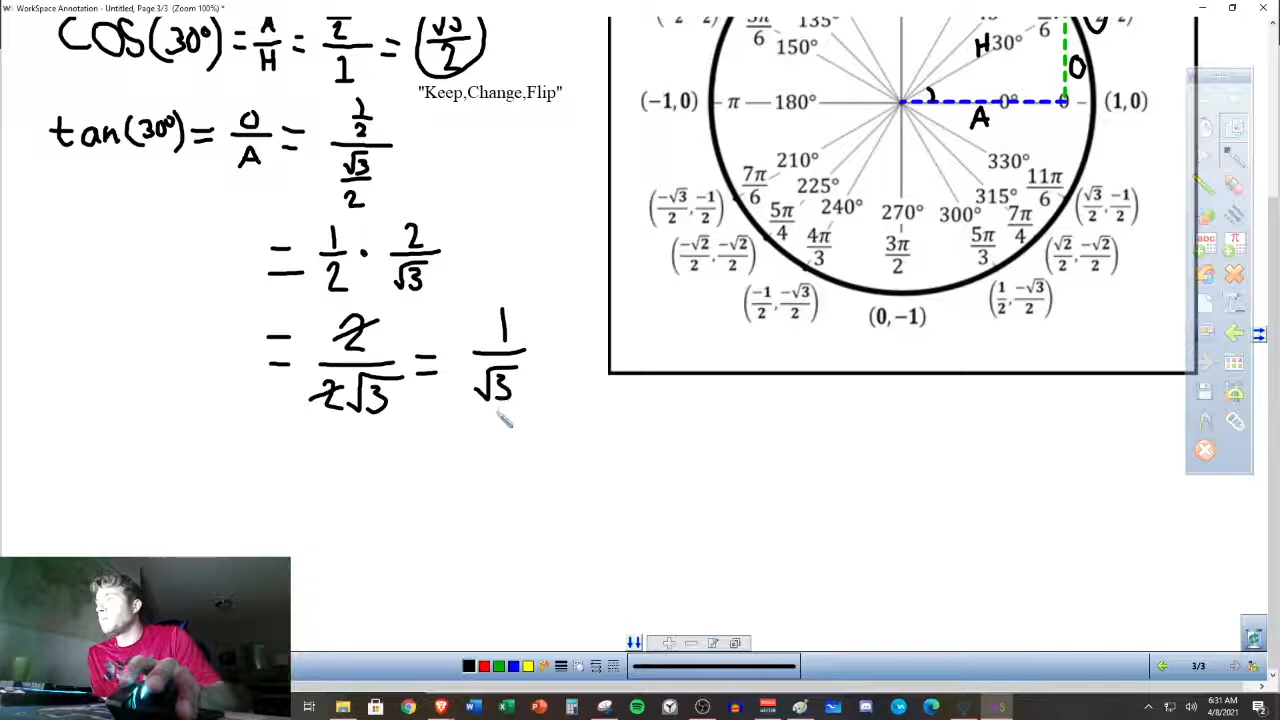 WorkSpace Annotation - Untitled, Page 3/3 (Zoom 100%) *
COS(30°) = A/H = /2/1 = √3/2
"Keep,Change,Flip"
tan(30°) = O/A = 1/2/√3/2
= 1/2 · 2/√3
= 2/2√3 = 1/√3
6 135° H 30° 6
150° O
(−1, 0) π 180° 0° 0 (1, 0)
A
210° 330°
7π/6 225° 315° 11π/6
(−√3/2, −1/2) 5π/4 240° 270° 300° 7π/4 (√3/2, −1/2)
(−√2/2, −√2/2) 4π/3 3π/2 5π/3 (√2/2, −√2/2)
(−1/2, −√3/2) (1/2, −√3/2)
(0, −1)
abc π
3/3
6:31 AM
4/8/2021